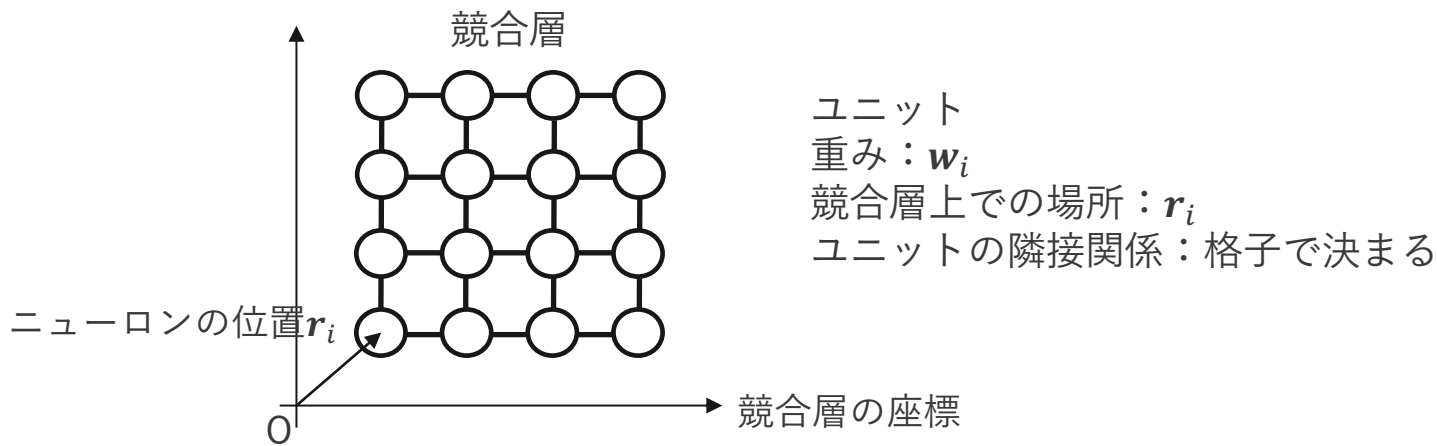 競合層
ユニット
重み：𝒘𝑖
競合層上での場所：𝒓𝑖
ユニットの隣接関係：格子で決まる
ニューロンの位置𝒓𝑖
競合層の座標
O